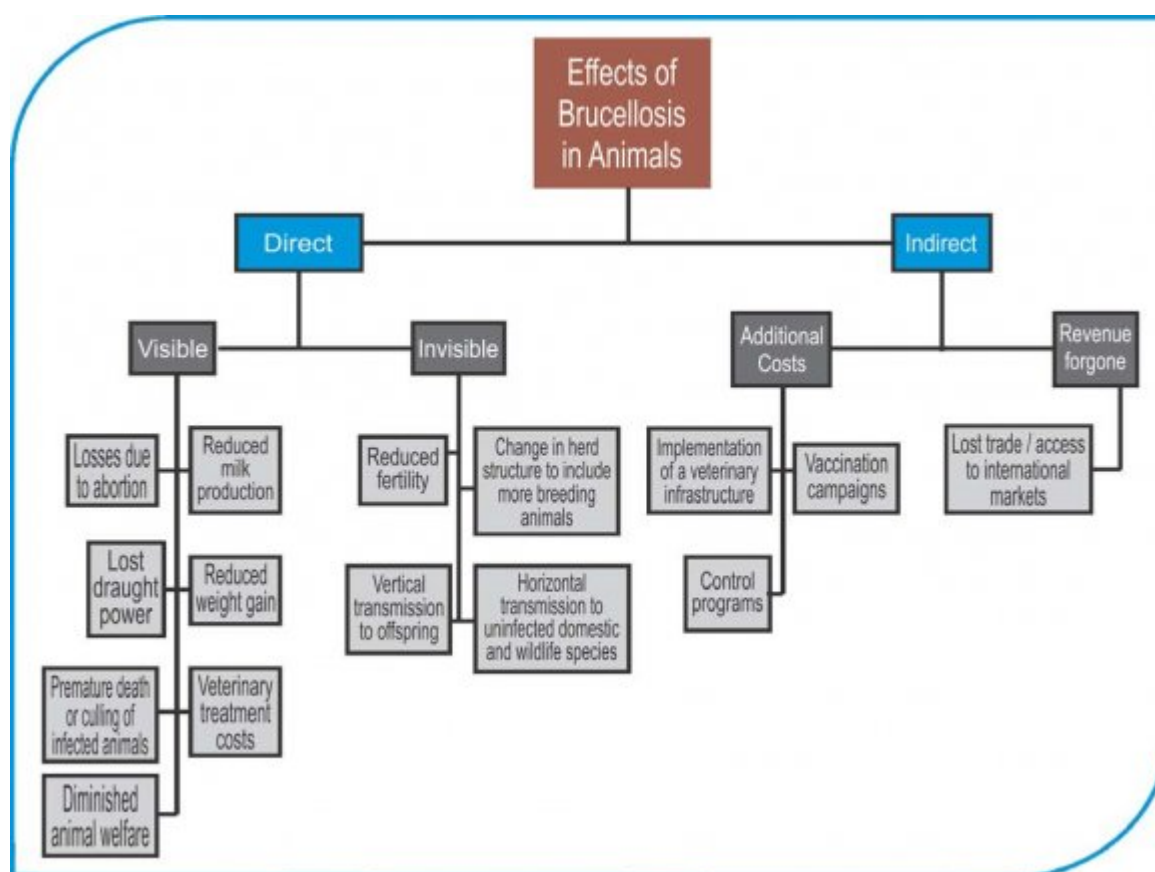 Effects of
Brucellosis
in Animals
Direct
Indirect
Visible
Invisible
Additional
Costs
Revenue
forgone
Losses due
to abortion
Reduced
milk
production
Lost
draught
power
Reduced
weight gain
Premature death
or culling of
infected animals
Veterinary
treatment
costs
Diminished
animal welfare
Reduced
fertility
Change in herd
structure to include
more breeding
animals
Vertical
transmission
to offspring
Horizontal
transmission to
uninfected domestic
and wildlife species
Implementation
of a veterinary
infrastructure
Vaccination
campaigns
Control
programs
Lost trade / access
to international
markets